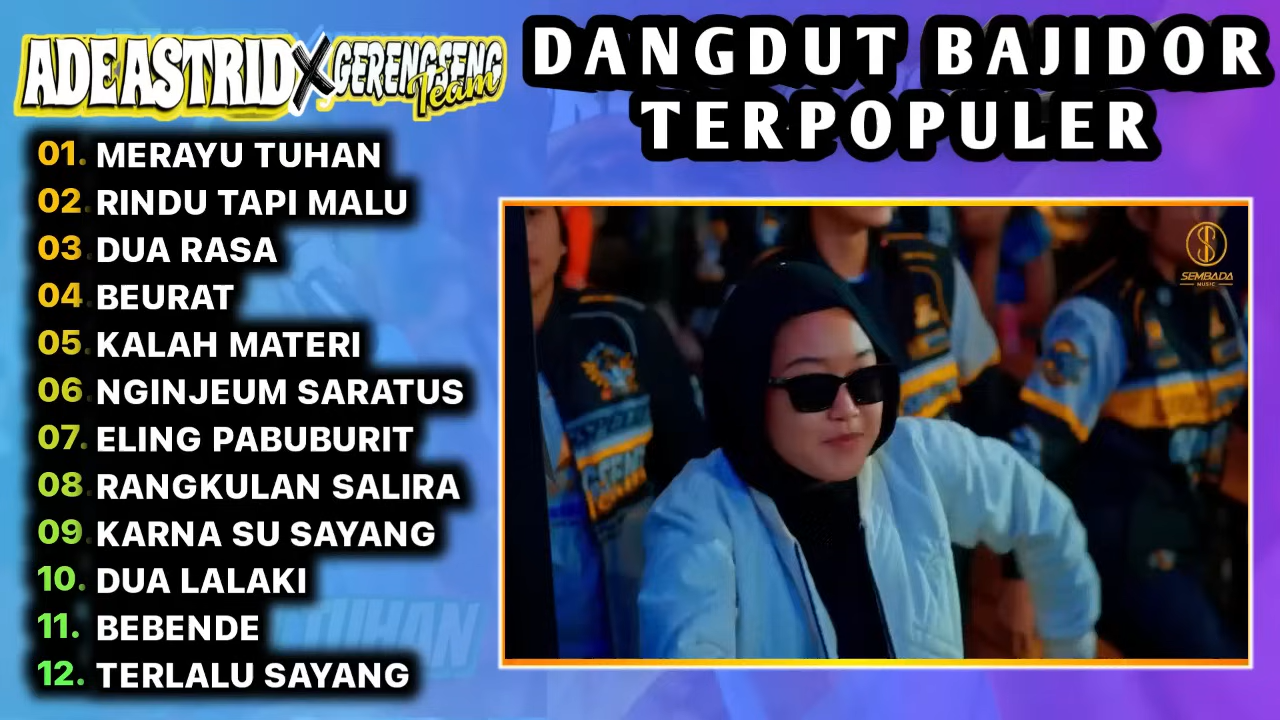 ADE ASTRID X GERENGSENG Team
DANGDUT BAJIDOR
TERPOPULER
01. MERAYU TUHAN
02. RINDU TAPI MALU
03. DUA RASA
04. BEURAT
05. KALAH MATERI
06. NGINJEUM SARATUS
07. ELING PABUBURIT
08. RANGKULAN SALIRA
09. KARNA SU SAYANG
10. DUA LALAKI
11. BEBENDE
12. TERLALU SAYANG
SEMBADA
MUSIC
TUHAN